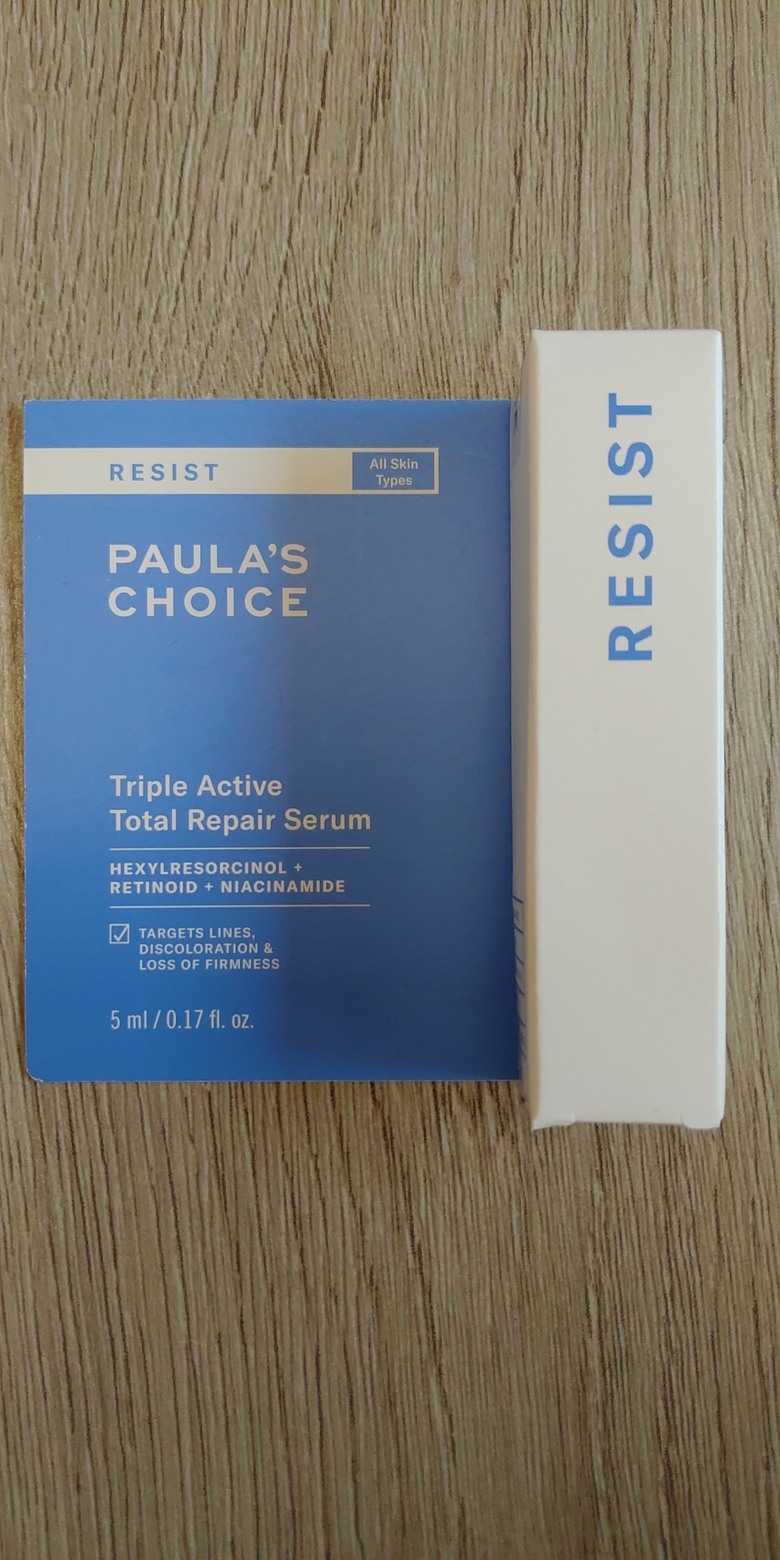 RESIST
All Skin
Types
PAULA'S
CHOICE
Triple Active
Total Repair Serum
HEXYLRESORCINOL +
RETINOID + NIACINAMIDE
☑ TARGETS LINES,
DISCOLORATION &
LOSS OF FIRMNESS
5 ml / 0.17 fl. oz.
RESIST